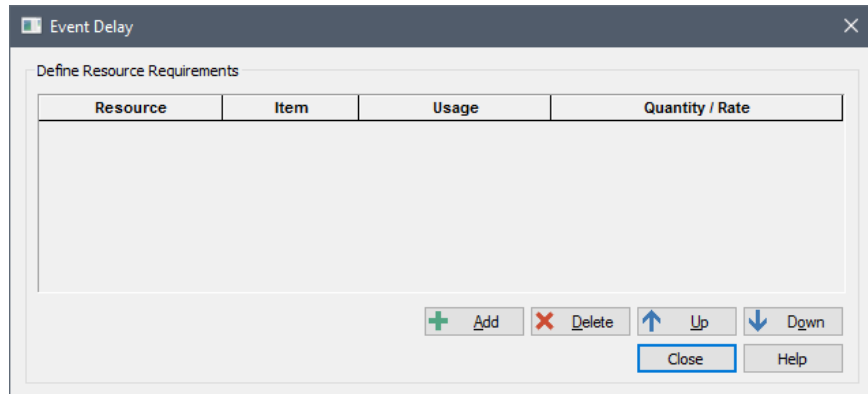 Event Delay
Define Resource Requirements
Resource Item Usage Quantity / Rate
Add Delete Up Down
Close Help